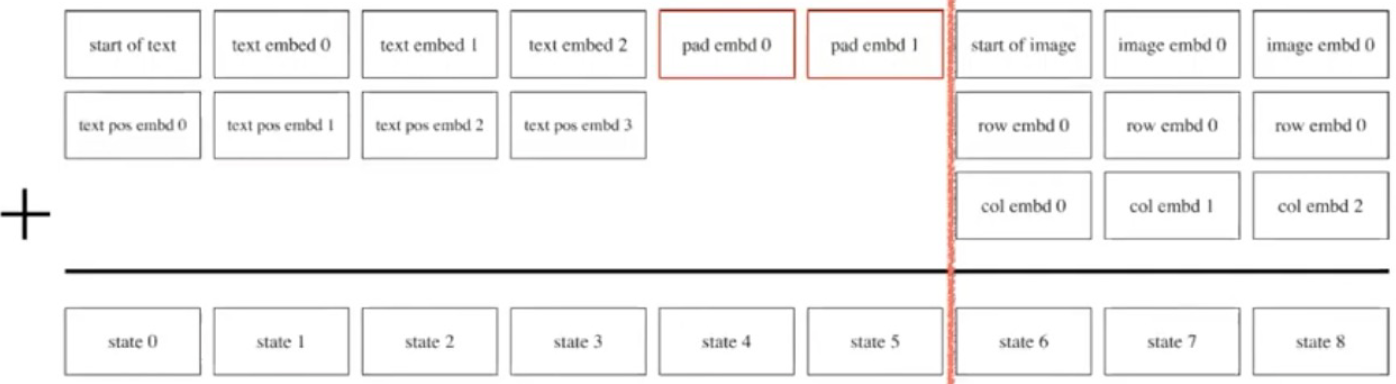 start of text text embed 0 text embed 1 text embed 2 pad embd 0 pad embd 1 start of image image embd 0 image embd 0
text pos embd 0 text pos embd 1 text pos embd 2 text pos embd 3 row embd 0 row embd 0 row embd 0
col embd 0 col embd 1 col embd 2
+
state 0 state 1 state 2 state 3 state 4 state 5 state 6 state 7 state 8